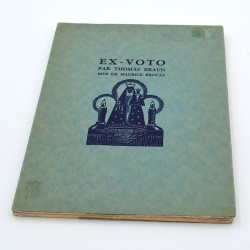 EX-VOTO
PAR THOMAS BRAUN
BOIS DE MAURICE BROCAS